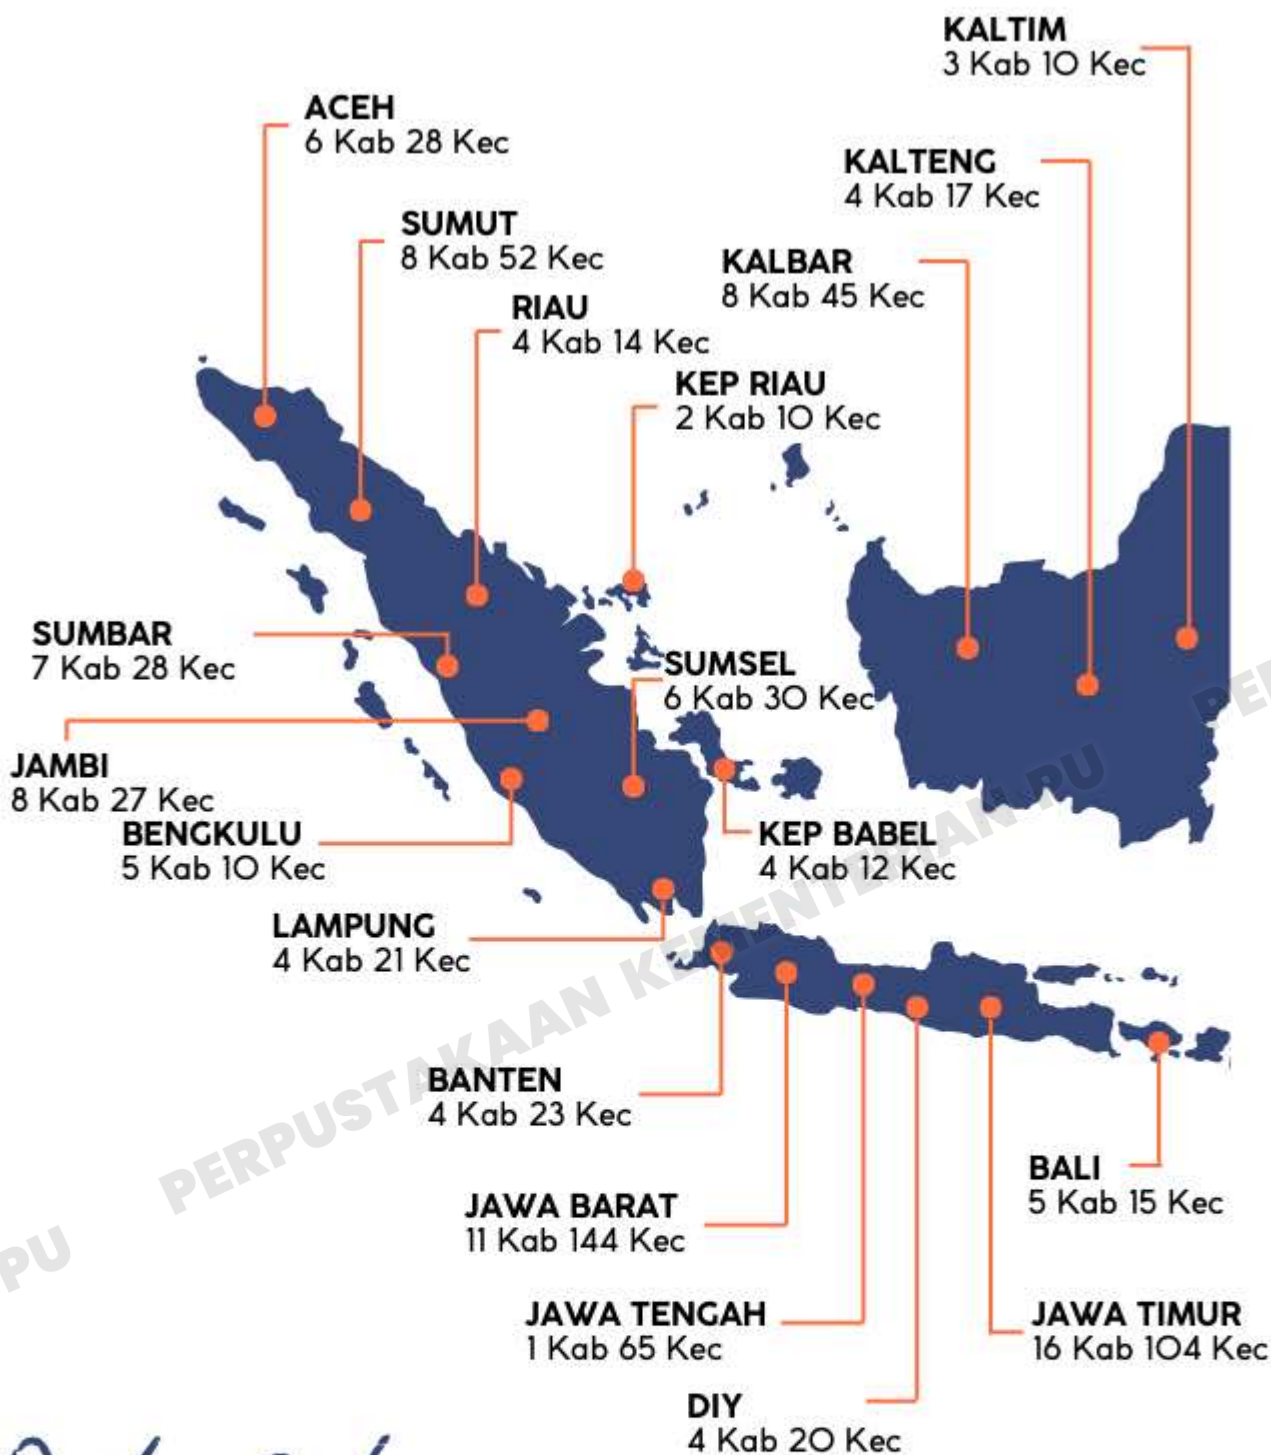 KALTIM
3 Kab 10 Kec
ACEH
6 Kab 28 Kec
KALTENG
4 Kab 17 Kec
SUMUT
8 Kab 52 Kec
KALBAR
8 Kab 45 Kec
RIAU
4 Kab 14 Kec
KEP RIAU
2 Kab 10 Kec
SUMBAR
7 Kab 28 Kec
SUMSEL
6 Kab 30 Kec
JAMBI
8 Kab 27 Kec
BENGKULU
5 Kab 10 Kec
KEP BABEL
4 Kab 12 Kec
LAMPUNG
4 Kab 21 Kec
BANTEN
4 Kab 23 Kec
BALI
5 Kab 15 Kec
JAWA BARAT
11 Kab 144 Kec
JAWA TENGAH
1 Kab 65 Kec
JAWA TIMUR
16 Kab 104 Kec
DIY
4 Kab 20 Kec
PERPUSTAKAAN KEMENTERIAN PU
PU
PE